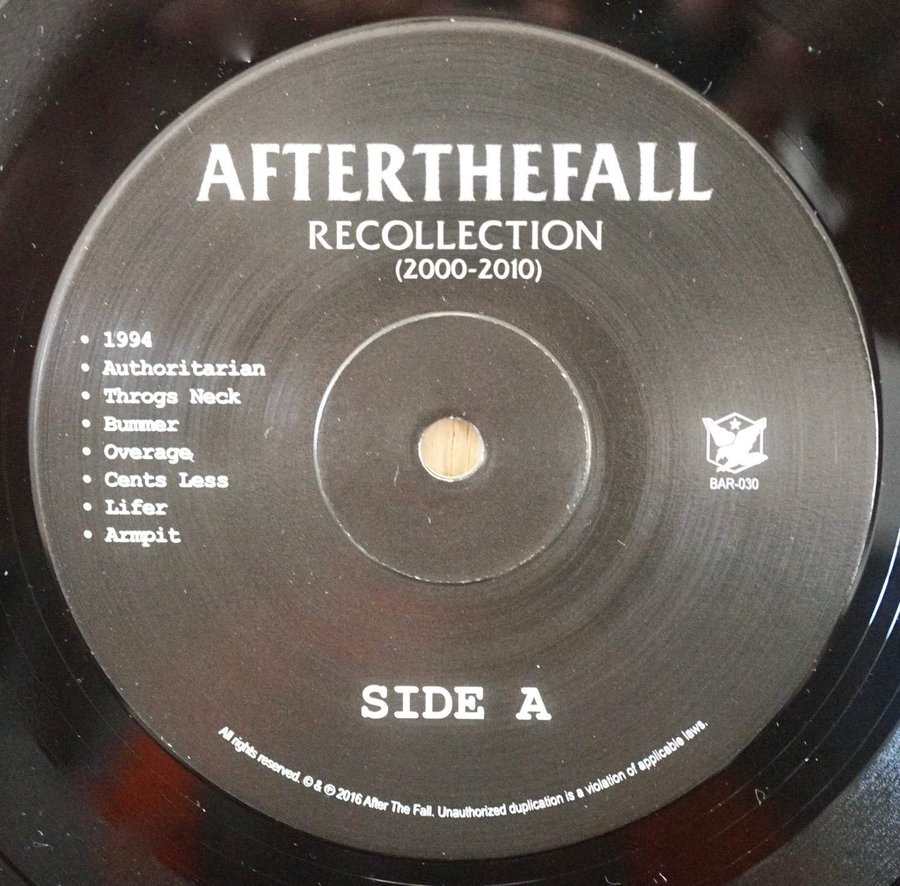 AFTERTHEFALL
RECOLLECTION
(2000-2010)
• 1994
• Authoritarian
• Throgs Neck
• Bummer
• Overage
• Cents Less
• Lifer
• Armpit
BAR-030
SIDE A
All rights reserved. © & ℗ 2016 After The Fall. Unauthorized duplication is a violation of applicable laws.